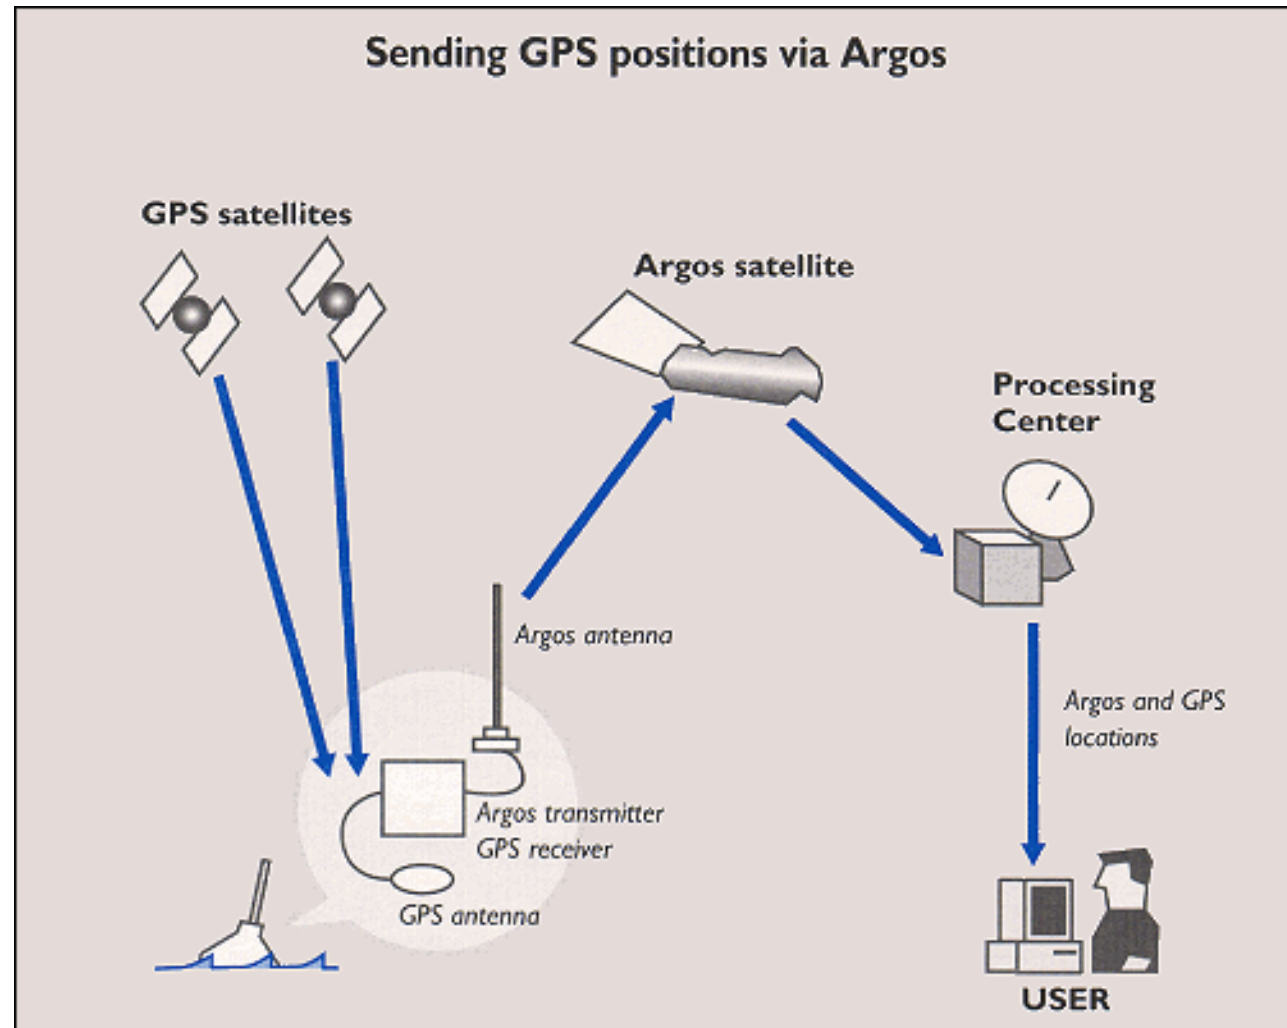 Sending GPS positions via Argos
GPS satellites
Argos satellite
Processing
Center
Argos antenna
Argos and GPS
locations
Argos transmitter
GPS receiver
GPS antenna
USER